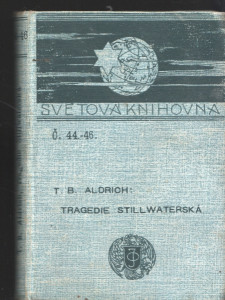 SVĚTOVÁ KNIHOVNA
Č. 44.-46.
T. B. ALDRICH:
TRAGEDIE STILLWATERSKÁ